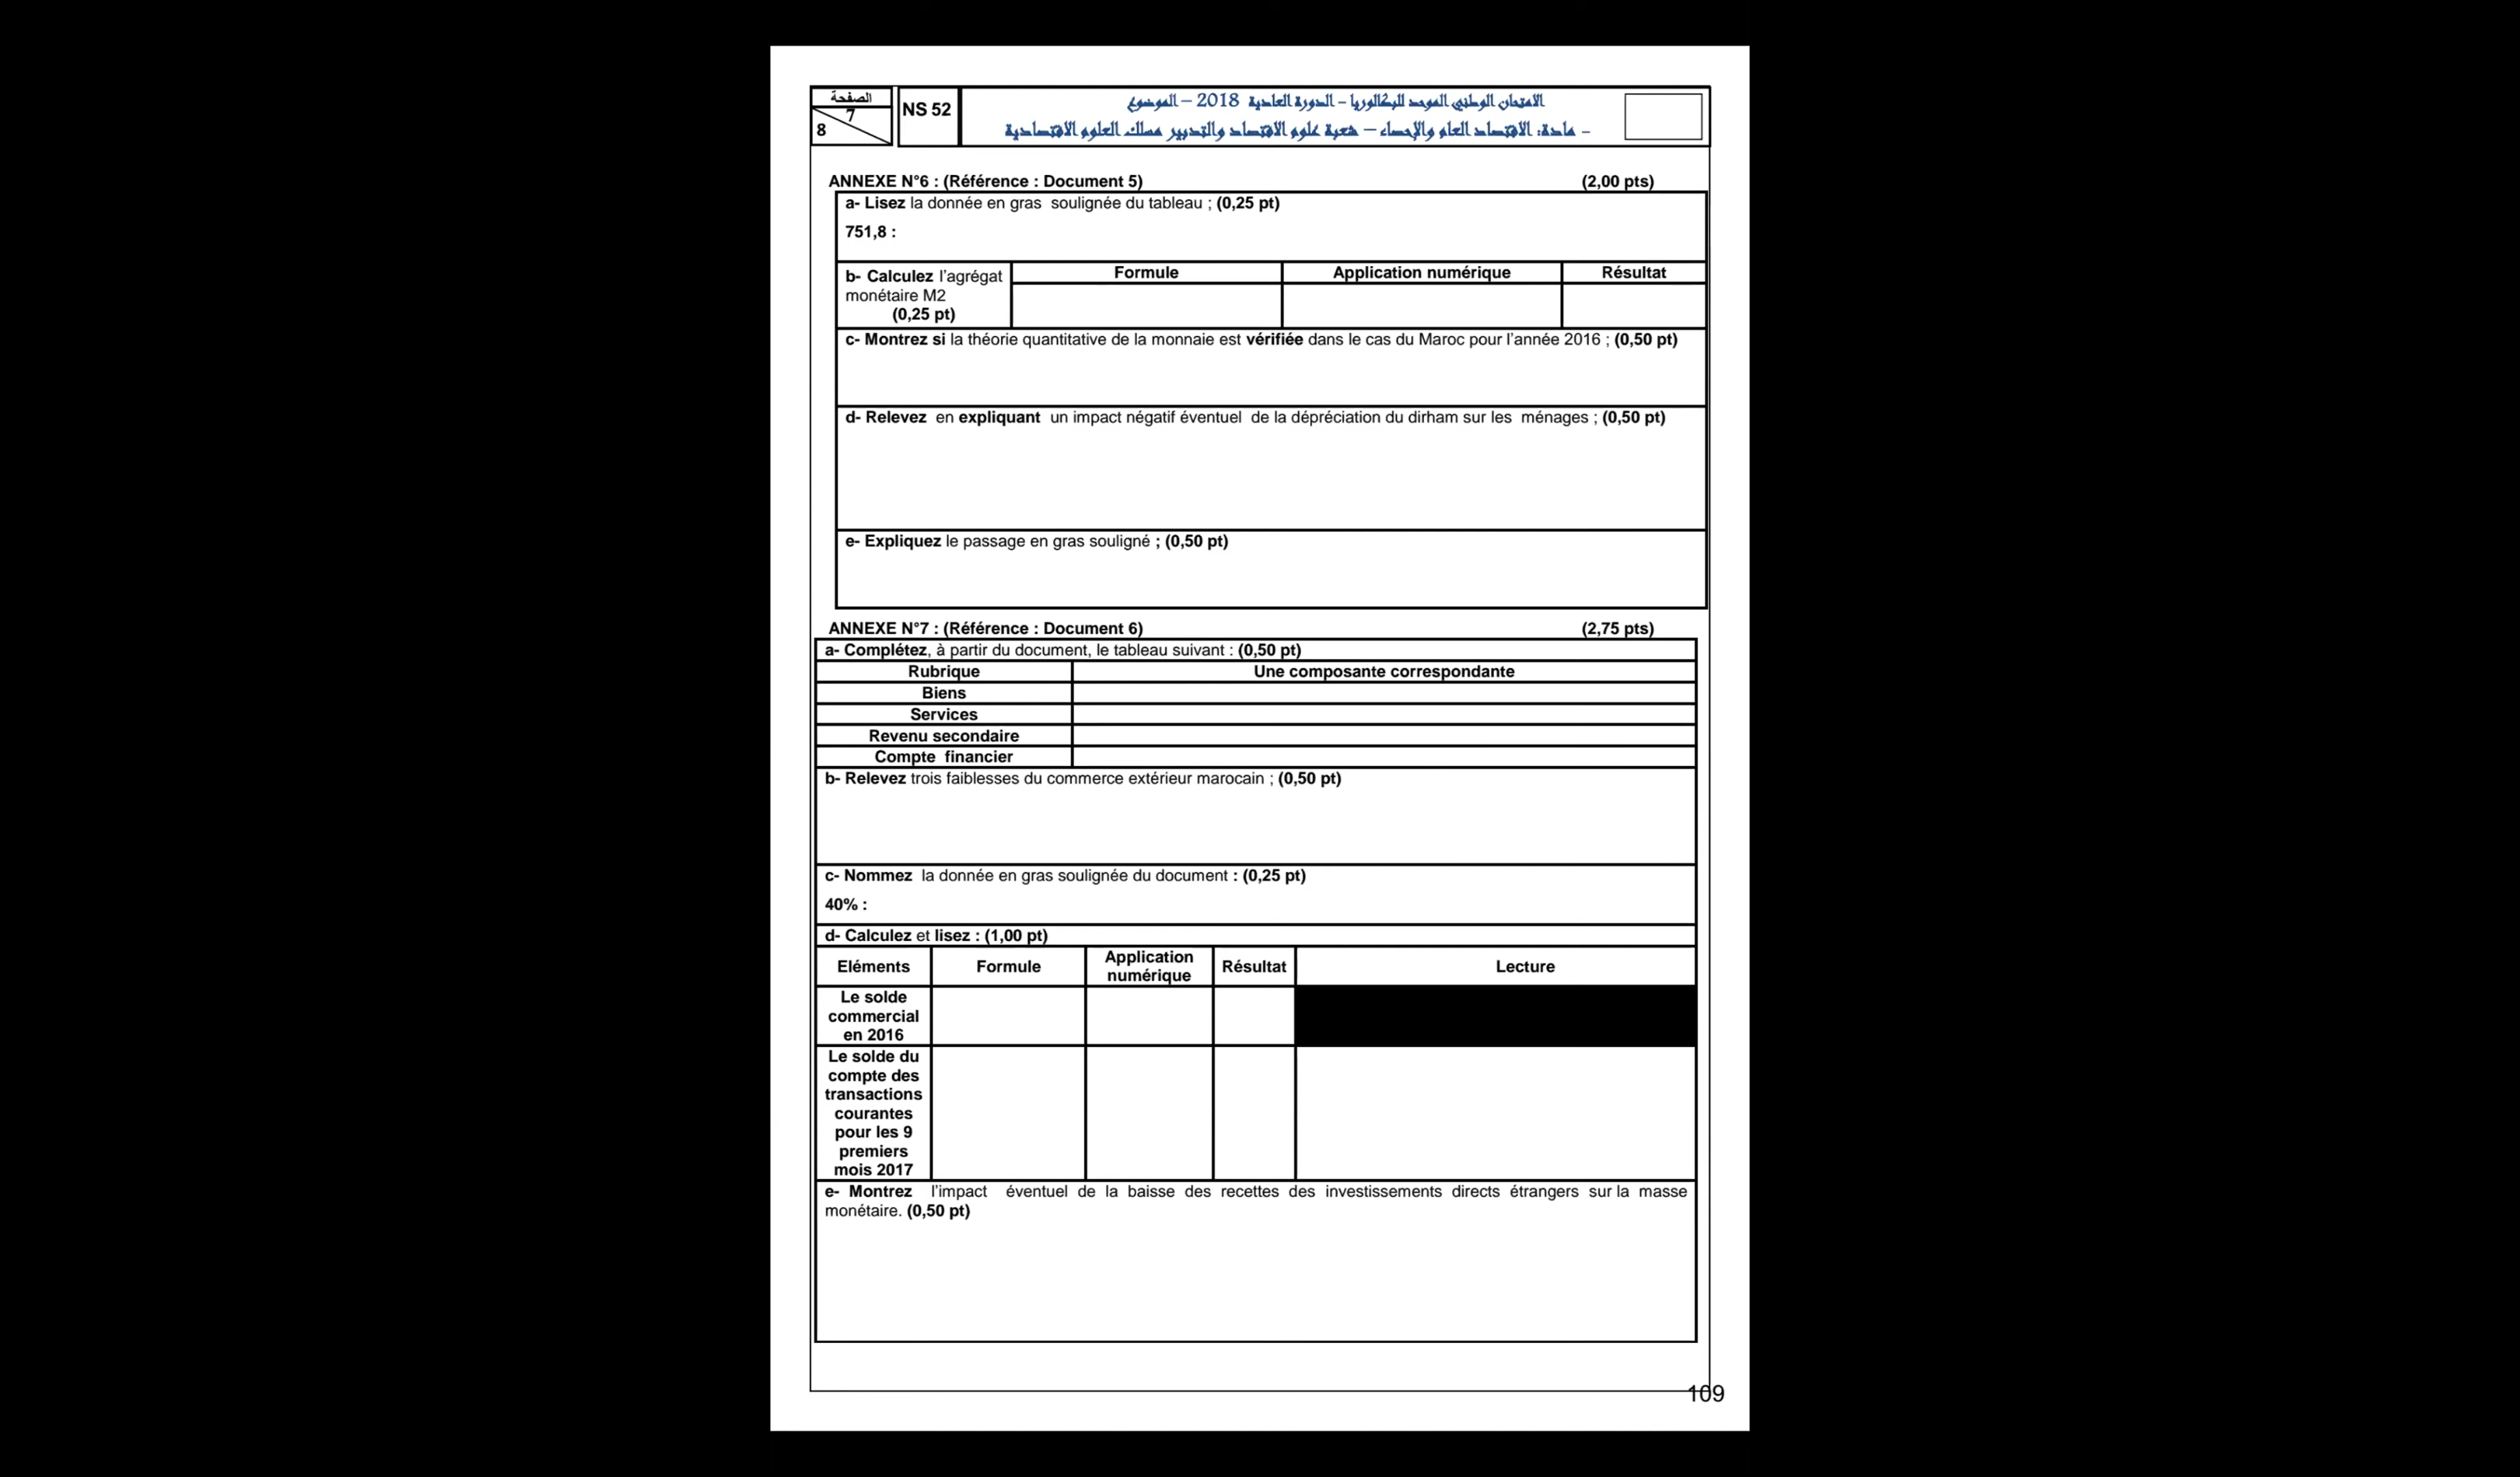 الصفحة
7
8
NS 52
الامتحان الوطني الموحد للبكالوريا - الدورة العادية 2018 – الموضوع
- مادة: الاقتصاد العام والإحصاء – شعبة علوم الاقتصاد والتدبير مسلك العلوم الاقتصادية
ANNEXE N°6 : (Référence : Document 5) (2,00 pts)
a- Lisez la donnée en gras soulignée du tableau ; (0,25 pt)
751,8 :
b- Calculez l'agrégat monétaire M2 (0,25 pt)
Formule Application numérique Résultat
c- Montrez si la théorie quantitative de la monnaie est vérifiée dans le cas du Maroc pour l'année 2016 ; (0,50 pt)
d- Relevez en expliquant un impact négatif éventuel de la dépréciation du dirham sur les ménages ; (0,50 pt)
e- Expliquez le passage en gras souligné ; (0,50 pt)
ANNEXE N°7 : (Référence : Document 6) (2,75 pts)
a- Complétez, à partir du document, le tableau suivant : (0,50 pt)
Rubrique Une composante correspondante
Biens
Services
Revenu secondaire
Compte financier
b- Relevez trois faiblesses du commerce extérieur marocain ; (0,50 pt)
c- Nommez la donnée en gras soulignée du document : (0,25 pt)
40% :
d- Calculez et lisez : (1,00 pt)
Eléments Formule Application numérique Résultat Lecture
Le solde
commercial
en 2016
Le solde du
compte des
transactions
courantes
pour les 9
premiers
mois 2017
e- Montrez l'impact éventuel de la baisse des recettes des investissements directs étrangers sur la masse
monétaire. (0,50 pt)
109